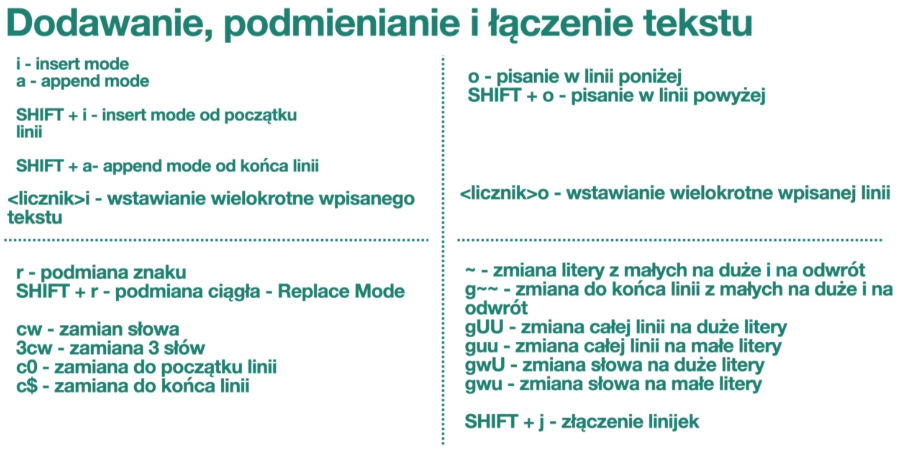 Dodawanie, podmienianie i łączenie tekstu
i - insert mode
a - append mode
SHIFT + i - insert mode od początku
linii
SHIFT + a- append mode od końca linii
<licznik>i - wstawianie wielokrotne wpisanego
tekstu
o - pisanie w linii poniżej
SHIFT + o - pisanie w linii powyżej
<licznik>o - wstawianie wielokrotne wpisanej linii
r - podmiana znaku
SHIFT + r - podmiana ciągła - Replace Mode
cw - zamian słowa
3cw - zamiana 3 słów
c0 - zamiana do początku linii
c$ - zamiana do końca linii
~ - zmiana litery z małych na duże i na odwrót
g~~ - zmiana do końca linii z małych na duże i na
odwrót
gUU - zmiana całej linii na duże litery
guu - zmiana całej linii na małe litery
gwU - zmiana słowa na duże litery
gwu - zmiana słowa na małe litery
SHIFT + j - złączenie linijek